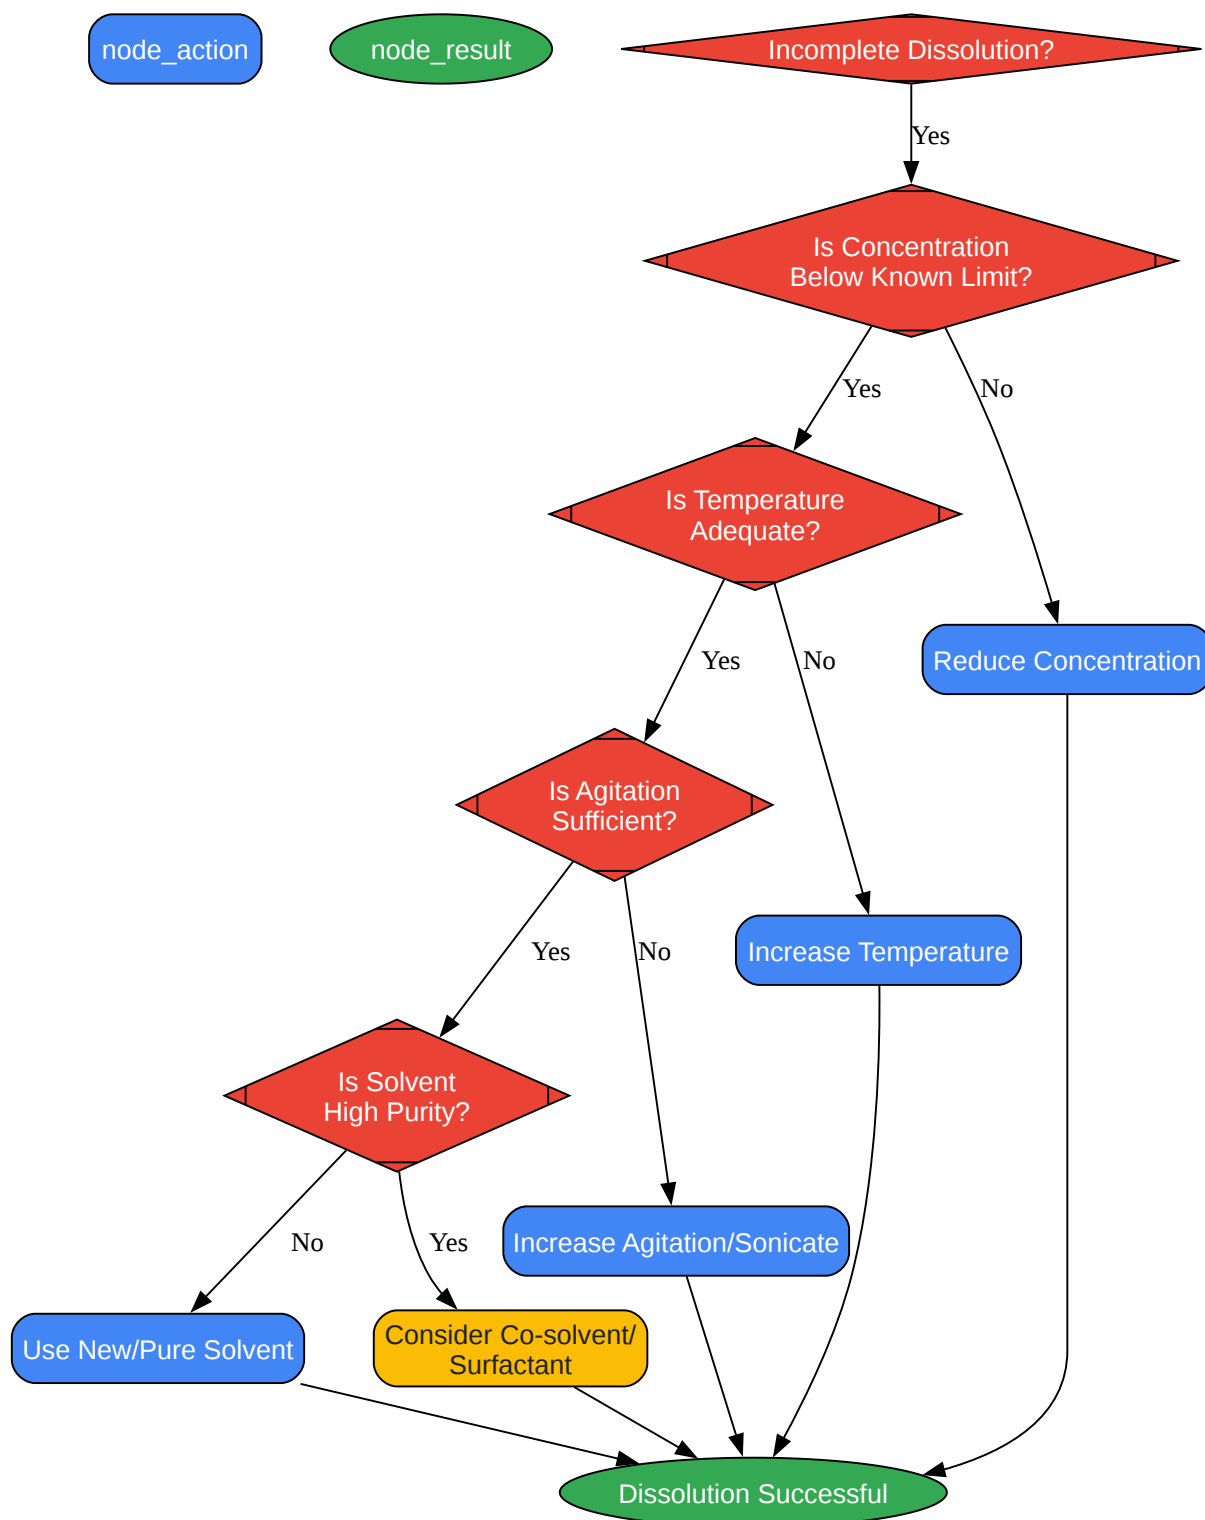 node_action
node_result
Incomplete Dissolution?
Yes
Is Concentration
Below Known Limit?
Yes
No
Is Temperature
Adequate?
Yes
No
Reduce Concentration
Is Agitation
Sufficient?
Yes
No
Increase Temperature
Is Solvent
High Purity?
No
Yes
Increase Agitation/Sonicate
Use New/Pure Solvent
Consider Co-solvent/
Surfactant
Dissolution Successful